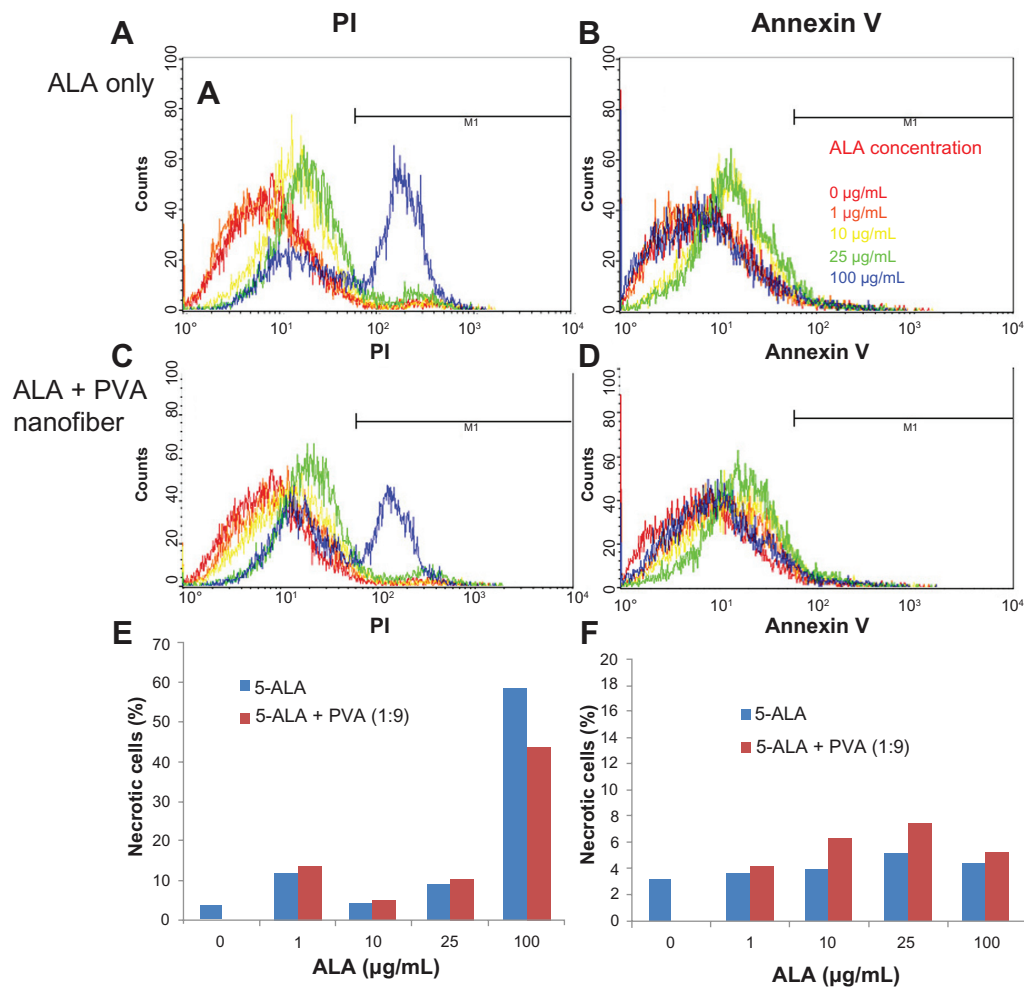 A PI B Annexin V
ALA only
A
100
80
60
40
20
0
Counts
M1
10⁰ 10¹ 10² 10³ 10⁴
PI
100
80
60
40
20
0
Counts
M1
ALA concentration
0 µg/mL
1 µg/mL
10 µg/mL
25 µg/mL
100 µg/mL
10⁰ 10¹ 10² 10³ 10⁴
Annexin V
C D
ALA + PVA
nanofiber
100
80
60
40
20
0
Counts
M1
10⁰ 10¹ 10² 10³ 10⁴
PI
100
80
60
40
20
0
Counts
M1
10⁰ 10¹ 10² 10³ 10⁴
Annexin V
E
70
60
50
40
30
20
10
0
Necrotic cells (%)
5-ALA
5-ALA + PVA (1:9)
0 1 10 25 100
ALA (µg/mL)
F
20
18
16
14
12
10
8
6
4
2
0
Necrotic cells (%)
5-ALA
5-ALA + PVA (1:9)
0 1 10 25 100
ALA (µg/mL)